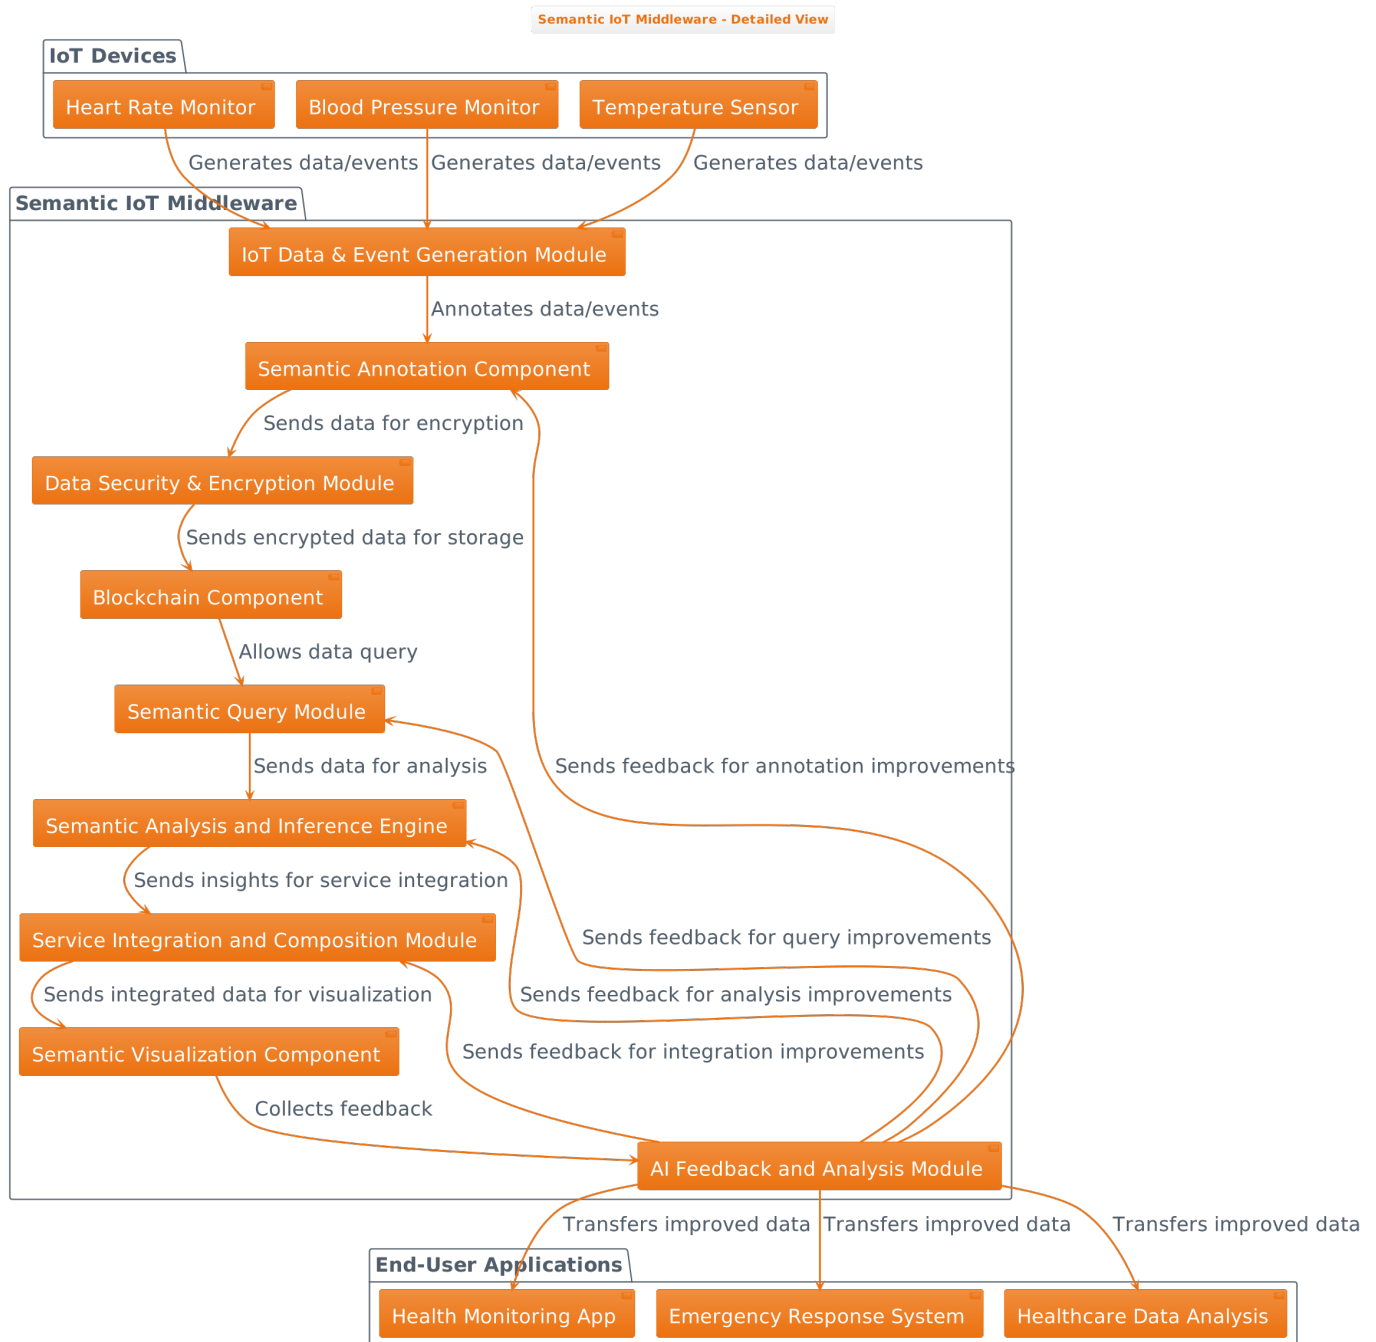 Semantic IoT Middleware - Detailed View
IoT Devices
Heart Rate Monitor
Blood Pressure Monitor
Temperature Sensor
Generates data/events
Generates data/events
Generates data/events
Semantic IoT Middleware
IoT Data & Event Generation Module
Annotates data/events
Semantic Annotation Component
Sends data for encryption
Data Security & Encryption Module
Sends encrypted data for storage
Blockchain Component
Allows data query
Semantic Query Module
Sends data for analysis
Sends feedback for annotation improvements
Semantic Analysis and Inference Engine
Sends insights for service integration
Service Integration and Composition Module
Sends feedback for query improvements
Sends integrated data for visualization
Sends feedback for analysis improvements
Semantic Visualization Component
Sends feedback for integration improvements
Collects feedback
AI Feedback and Analysis Module
Transfers improved data
Transfers improved data
Transfers improved data
End-User Applications
Health Monitoring App
Emergency Response System
Healthcare Data Analysis